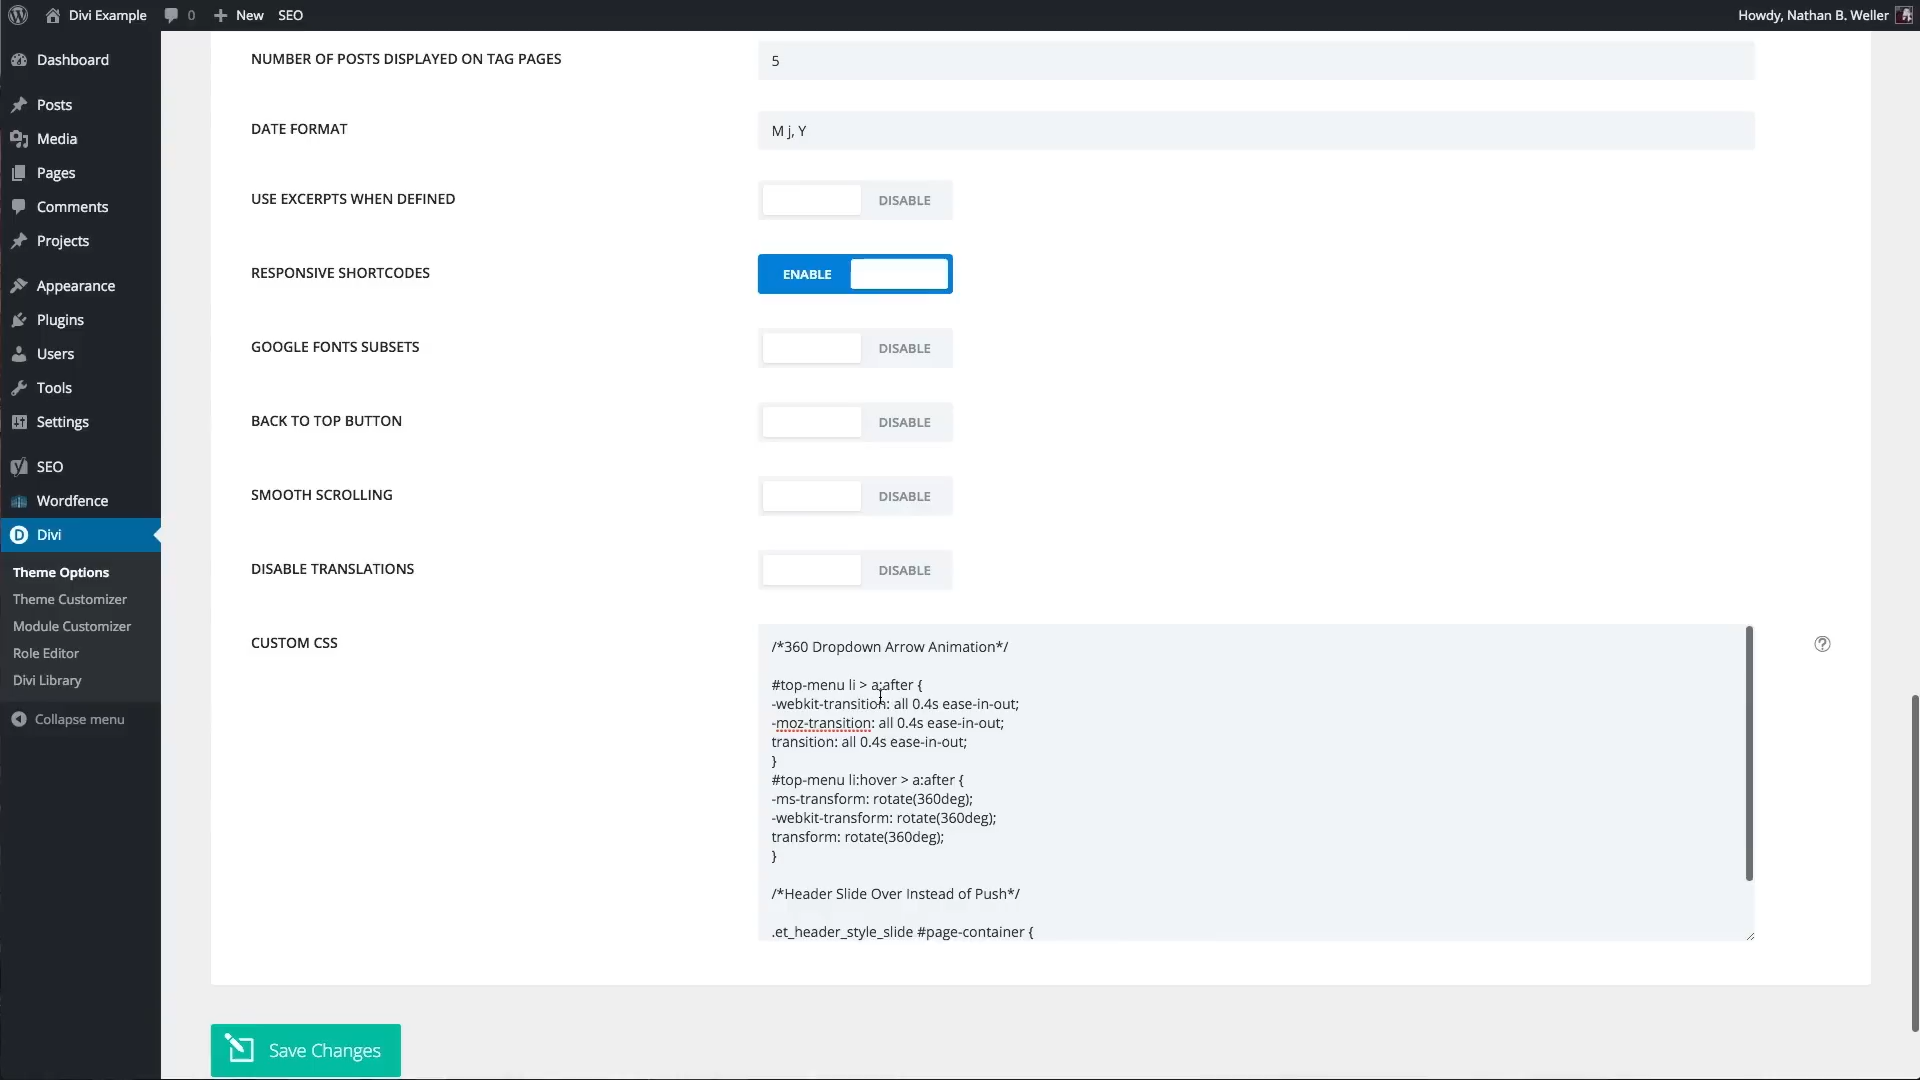 Divi Example
0
New
SEO
Howdy, Nathan B. Weller
Dashboard
Posts
Media
Pages
Comments
Projects
Appearance
Plugins
Users
Tools
Settings
SEO
Wordfence
Divi
Theme Options
Theme Customizer
Module Customizer
Role Editor
Divi Library
Collapse menu
NUMBER OF POSTS DISPLAYED ON TAG PAGES
5
DATE FORMAT
M j, Y
USE EXCERPTS WHEN DEFINED
DISABLE
RESPONSIVE SHORTCODES
ENABLE
GOOGLE FONTS SUBSETS
DISABLE
BACK TO TOP BUTTON
DISABLE
SMOOTH SCROLLING
DISABLE
DISABLE TRANSLATIONS
DISABLE
CUSTOM CSS
/*360 Dropdown Arrow Animation*/
#top-menu li > a:after {
-webkit-transition: all 0.4s ease-in-out;
-moz-transition: all 0.4s ease-in-out;
transition: all 0.4s ease-in-out;
}
#top-menu li:hover > a:after {
-ms-transform: rotate(360deg);
-webkit-transform: rotate(360deg);
transform: rotate(360deg);
}
/*Header Slide Over Instead of Push*/
.et_header_style_slide #page-container {
?
Save Changes